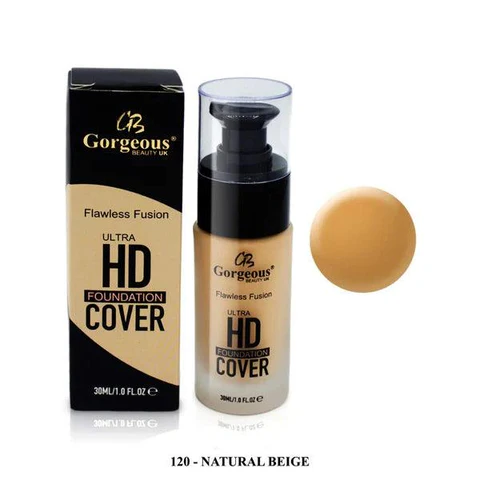 GB
Gorgeous®
BEAUTY UK
Flawless Fusion
ULTRA
HD
FOUNDATION
COVER
30ML/1.0 FL.OZ ℮
GB
Gorgeous®
BEAUTY UK
Flawless Fusion
ULTRA
HD
FOUNDATION
COVER
30ML/1.0 FL.OZ ℮
120 - NATURAL BEIGE